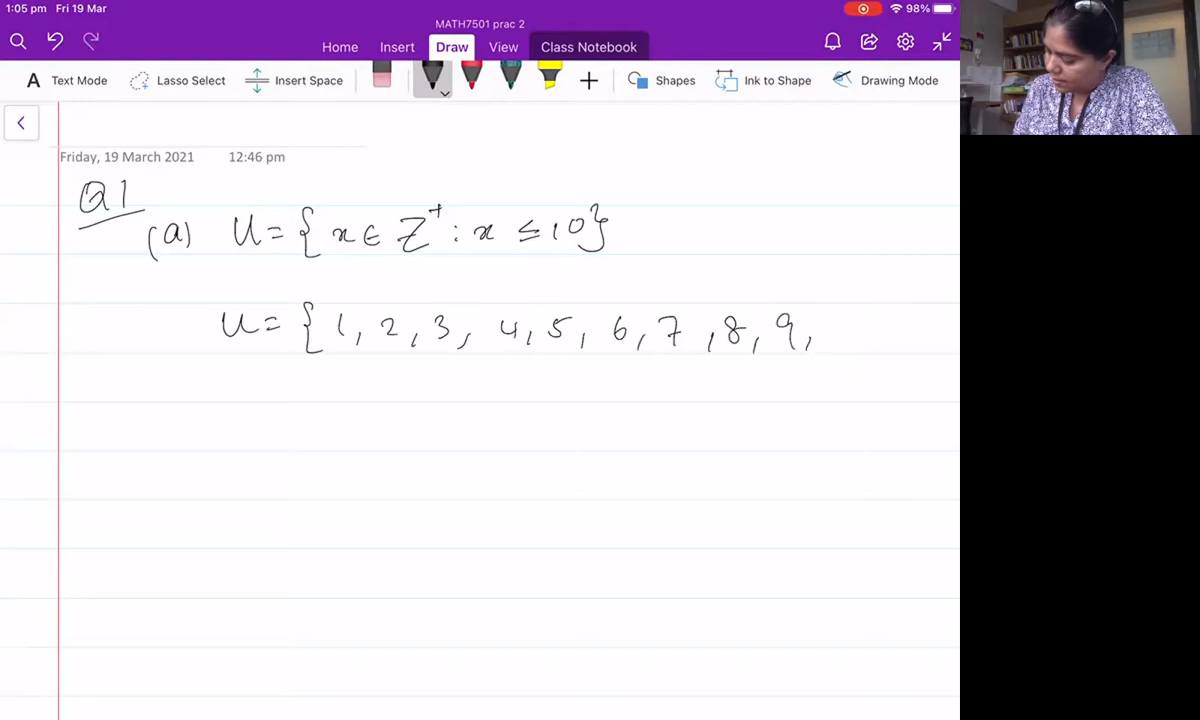 1:05 pm Fri 19 Mar 98%
MATH7501 prac 2
Home Insert Draw View Class Notebook
A Text Mode Lasso Select Insert Space Shapes Ink to Shape Drawing Mode
Friday, 19 March 2021 12:46 pm
Q1
(a) U = { x ∈ Z⁺ : x ≤ 10}
U = { 1, 2, 3, 4, 5, 6, 7, 8, 9,